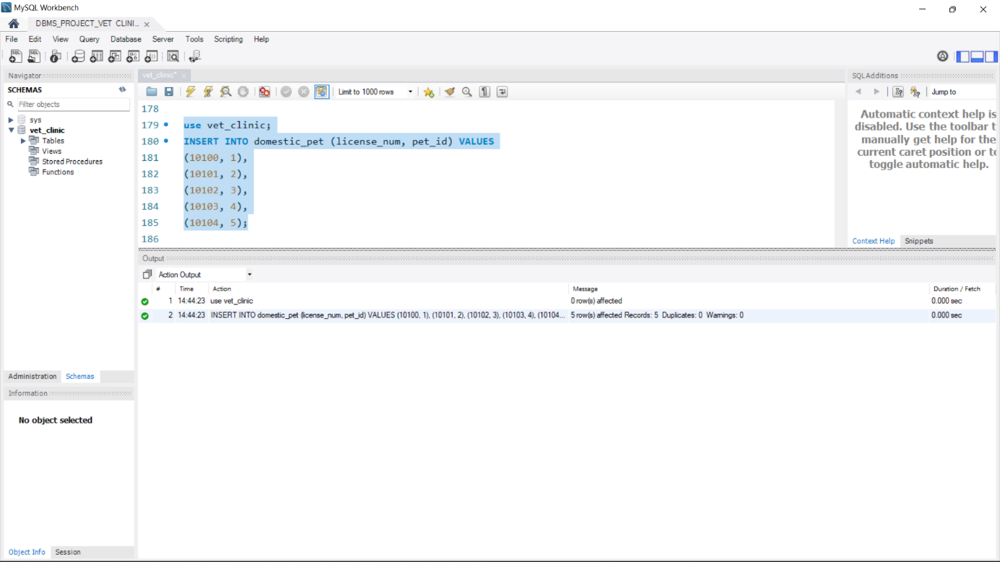 MySQL Workbench
DBMS_PROJECT_VET CLINI... ×
File Edit View Query Database Server Tools Scripting Help
Navigator
SCHEMAS
Filter objects
sys
vet_clinic
Tables
Views
Stored Procedures
Functions
Administration Schemas
Information
No object selected
Object Info Session
vet_clinic* ×
Limit to 1000 rows
178
179 use vet_clinic;
180 INSERT INTO domestic_pet (license_num, pet_id) VALUES
181 (10100, 1),
182 (10101, 2),
183 (10102, 3),
184 (10103, 4),
185 (10104, 5);
186
Output
Action Output
# Time Action Message Duration / Fetch
1 14:44:23 use vet_clinic 0 row(s) affected 0.000 sec
2 14:44:23 INSERT INTO domestic_pet (license_num, pet_id) VALUES (10100, 1), (10101, 2), (10102, 3), (10103, 4), (10104... 5 row(s) affected Records: 5 Duplicates: 0 Warnings: 0 0.000 sec
SQLAdditions
Jump to
Automatic context help is
disabled. Use the toolbar t
manually get help for the
current caret position or to
toggle automatic help.
Context Help Snippets